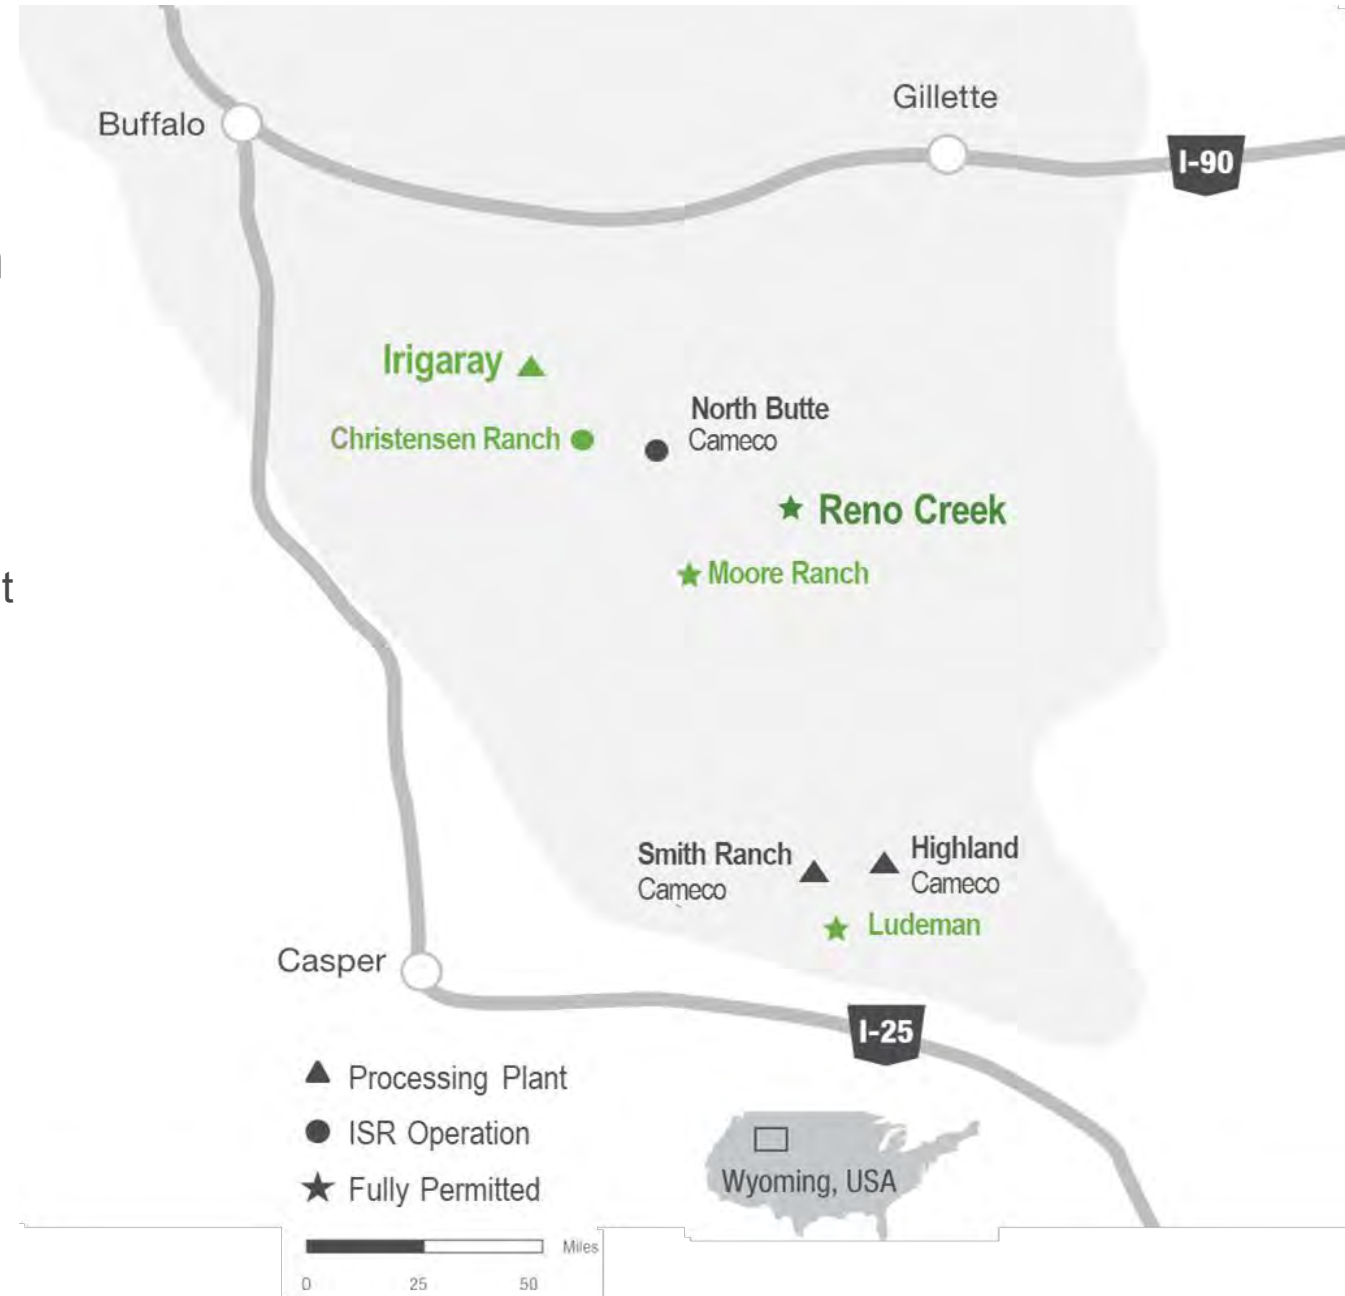 Gillette
Buffalo
I-90
Irigaray
North Butte
Christensen Ranch
Cameco
Reno Creek
t
Moore Ranch
Smith Ranch
Highland
Cameco
Cameco
Ludeman
Casper
I-25
Processing Plant
ISR Operation
Fully Permitted
Wyoming, USA
Miles
0 25 50